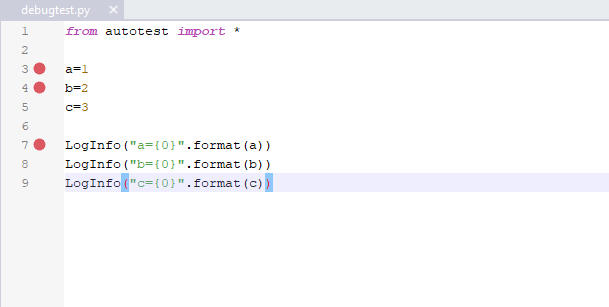 debugtest.py ×
1 from autotest import *
2
3 a=1
4 b=2
5 c=3
6
7 LogInfo("a={0}".format(a))
8 LogInfo("b={0}".format(b))
9 LogInfo("c={0}".format(c))